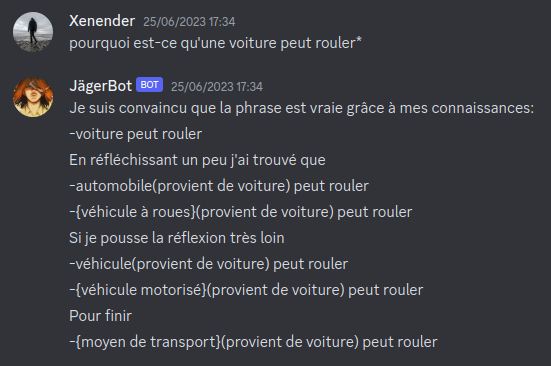 Xenender 25/06/2023 17:34
pourquoi est-ce qu'une voiture peut rouler*
JägerBot BOT 25/06/2023 17:34
Je suis convaincu que la phrase est vraie grâce à mes connaissances:
-voiture peut rouler
En réfléchissant un peu j'ai trouvé que
-automobile(provient de voiture) peut rouler
-{véhicule à roues}(provient de voiture) peut rouler
Si je pousse la réflexion très loin
-véhicule(provient de voiture) peut rouler
-{véhicule motorisé}(provient de voiture) peut rouler
Pour finir
-{moyen de transport}(provient de voiture) peut rouler